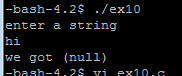 -bash-4.2$ ./ex10
enter a string
hi
we got (null)
-bash-4.2$ vi ex10.c